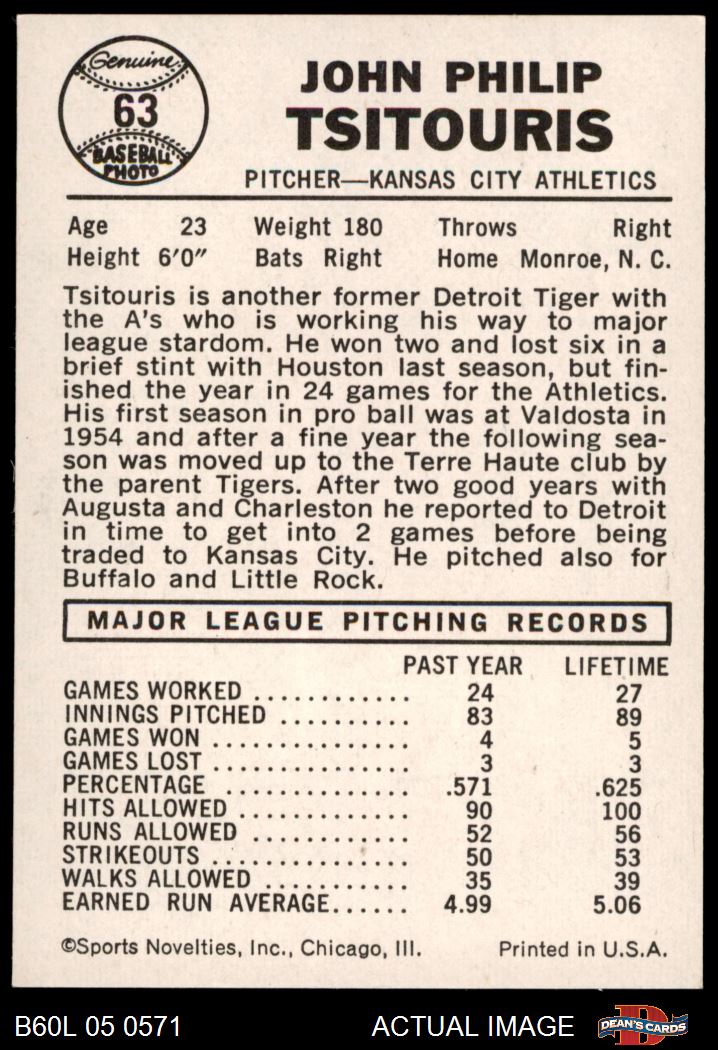 Genuine
63
BASEBALL
PHOTO
JOHN PHILIP
TSITOURIS
PITCHER—KANSAS CITY ATHLETICS
Age 23 Weight 180 Throws Right
Height 6'0" Bats Right Home Monroe, N. C.
Tsitouris is another former Detroit Tiger with
the A's who is working his way to major
league stardom. He won two and lost six in a
brief stint with Houston last season, but fin-
ished the year in 24 games for the Athletics.
His first season in pro ball was at Valdosta in
1954 and after a fine year the following sea-
son was moved up to the Terre Haute club by
the parent Tigers. After two good years with
Augusta and Charleston he reported to Detroit
in time to get into 2 games before being
traded to Kansas City. He pitched also for
Buffalo and Little Rock.
MAJOR LEAGUE PITCHING RECORDS
PAST YEAR LIFETIME
GAMES WORKED ............ 24 27
INNINGS PITCHED .......... 83 89
GAMES WON ............... 4 5
GAMES LOST ............... 3 3
PERCENTAGE .............. .571 .625
HITS ALLOWED ............. 90 100
RUNS ALLOWED ............ 52 56
STRIKEOUTS ............... 50 53
WALKS ALLOWED ........... 35 39
EARNED RUN AVERAGE...... 4.99 5.06
©Sports Novelties, Inc., Chicago, Ill. Printed in U.S.A.
B60L 05 0571 ACTUAL IMAGE D DEAN'S CARDS